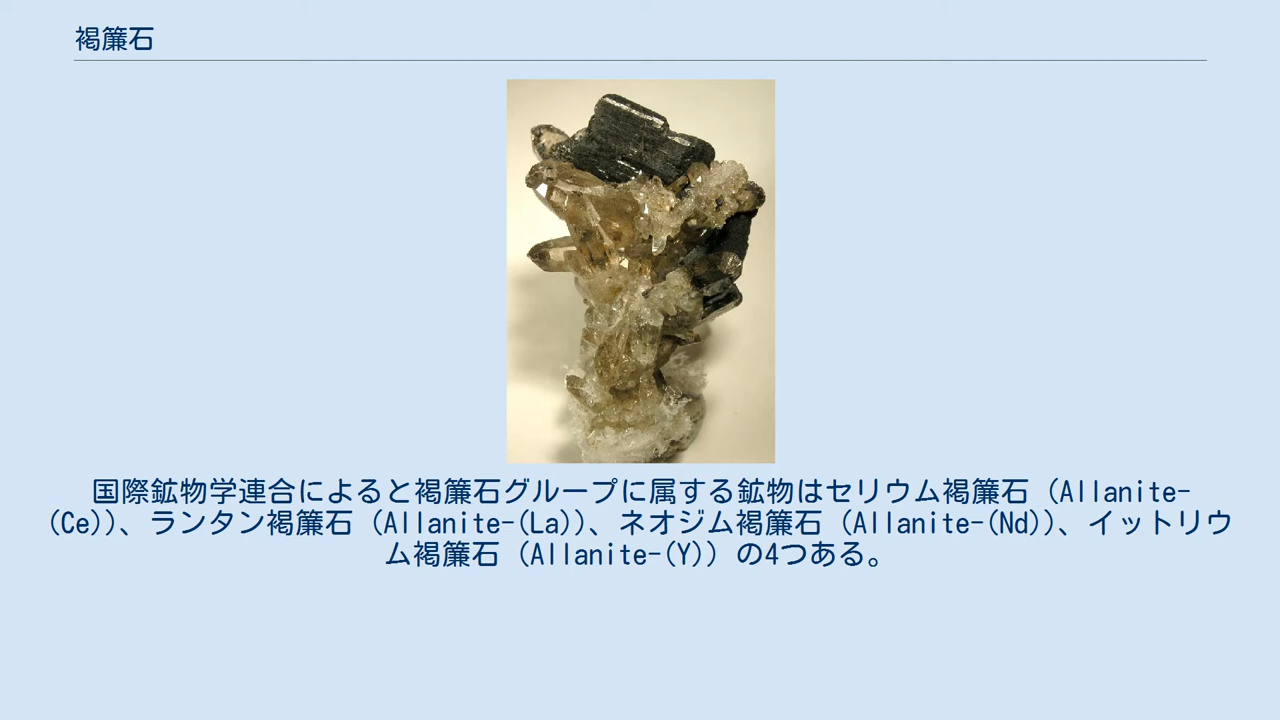 褐簾石
国際鉱物学連合によると褐簾石グループに属する鉱物はセリウム褐簾石 (Allanite-
(Ce))、ランタン褐簾石 (Allanite-(La))、ネオジム褐簾石 (Allanite-(Nd))、イットリウ
ム褐簾石 (Allanite-(Y)) の4つある。